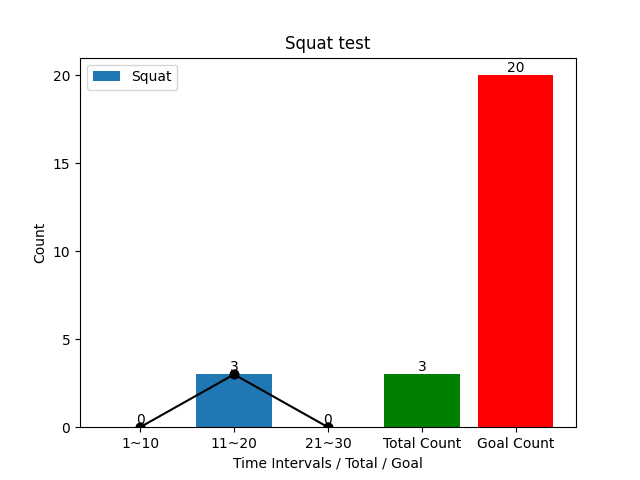 Squat test
Squat
Count
20
15
10
5
0
0
3
0
3
20
1~10
11~20
21~30
Total Count
Goal Count
Time Intervals / Total / Goal